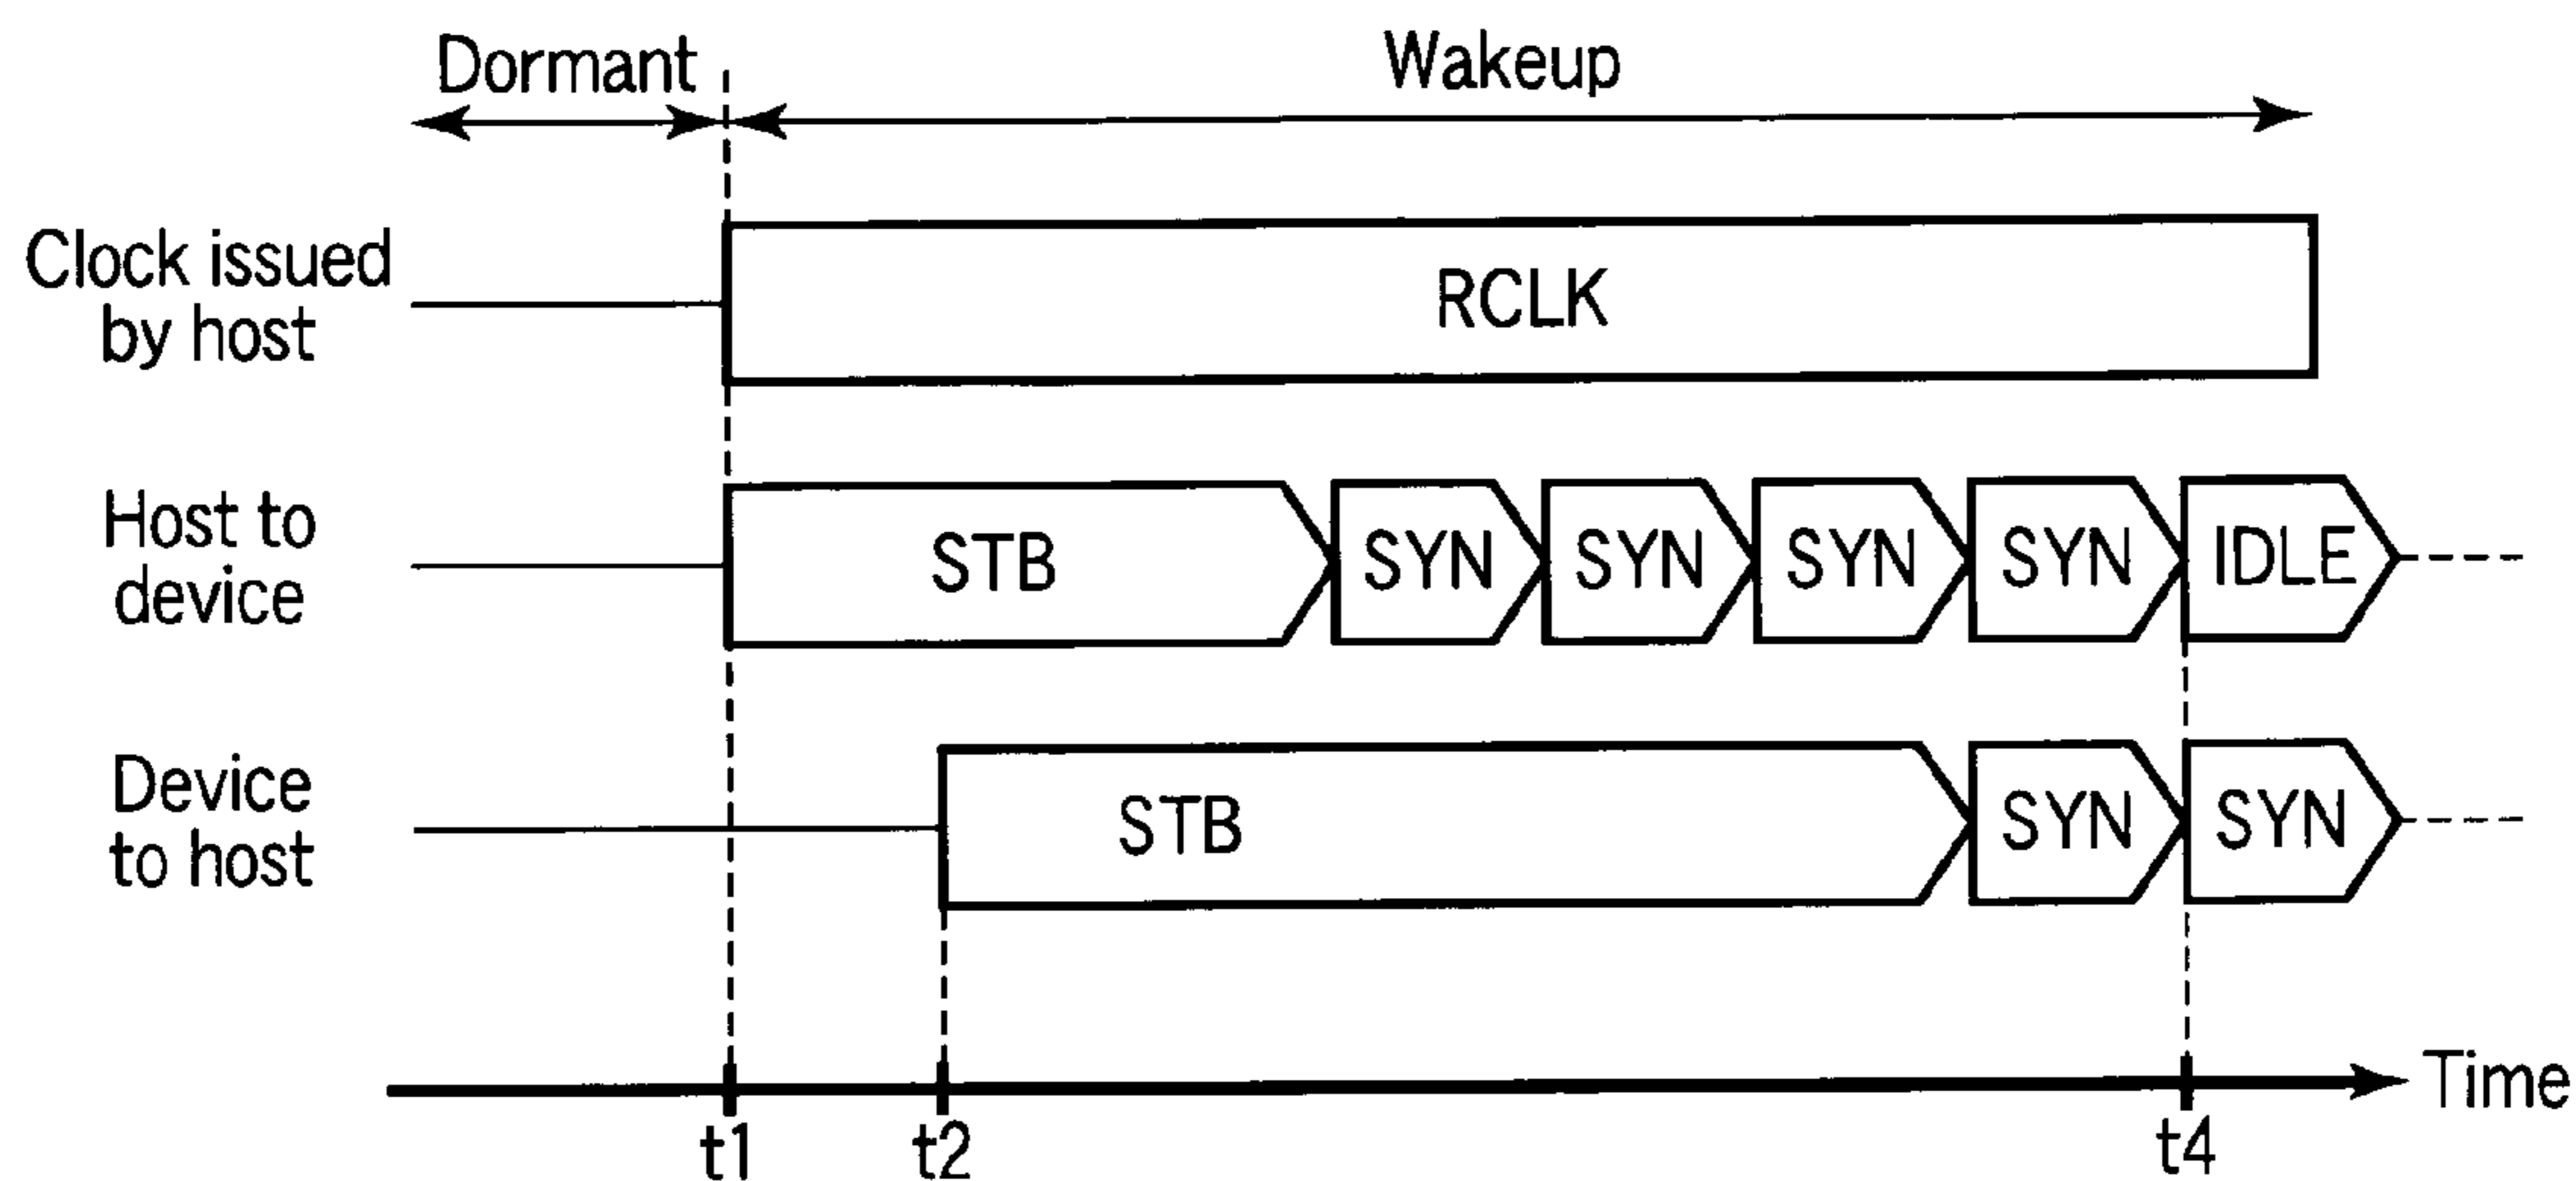 Dormant
Wakeup
Clock issued
by host
RCLK
Host to
device
STB
SYN
SYN
SYN
SYN
IDLE
Device
to host
STB
SYN
SYN
Time
t1
t2
t4